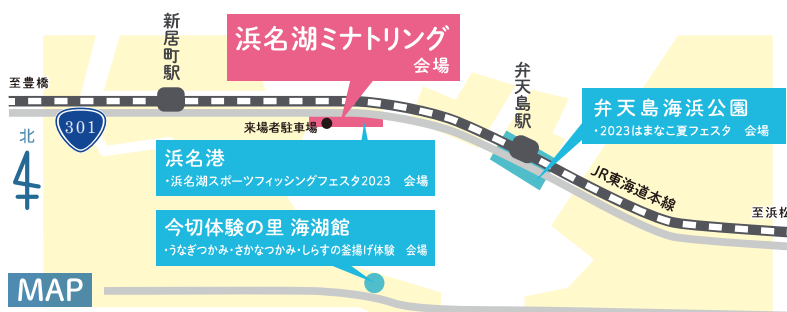 新居町駅
浜名湖ミナトリング
会場
至豊橋
弁天島駅
301
来場者駐車場
弁天島海浜公園
・2023はまなこ夏フェスタ 会場
北
浜名港
・浜名湖スポーツフィッシングフェスタ2023 会場
JR東海道本線
至浜松
今切体験の里 海湖館
・うなぎつかみ・さかなつかみ・しらすの釜揚げ体験 会場
MAP